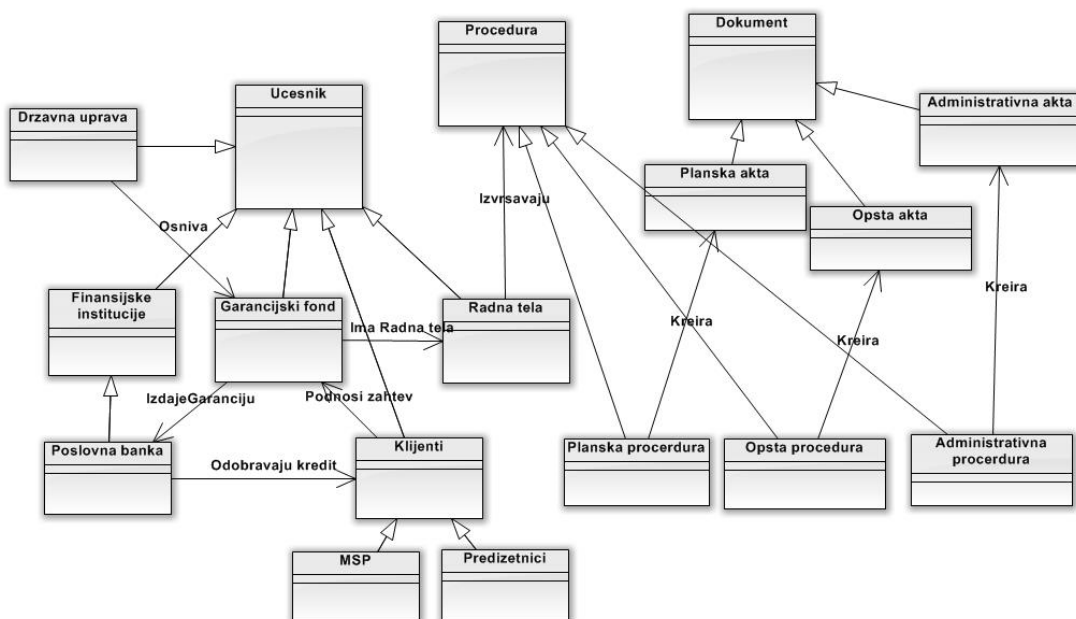 Procedura
Dokument
Ucesnik
Drzavna uprava
Administrativna akta
Planska akta
Izvrsavaju
Opsta akta
Osniva
Kreira
Finansijske
institucije
Garancijski fond
Radna tela
Ima Radna tela
Kreira
Kreira
IzdajeGaranciju
Podnosi zahtev
Poslovna banka
Klijenti
Planska procerdura
Opsta procedura
Administrativna
procerdura
Odobravaju kredit
MSP
Predizetnici